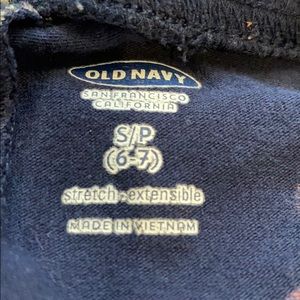 OLD NAVY
SAN FRANCISCO
CALIFORNIA
S/P
(6-7)
stretch - extensible
MADE IN VIETNAM